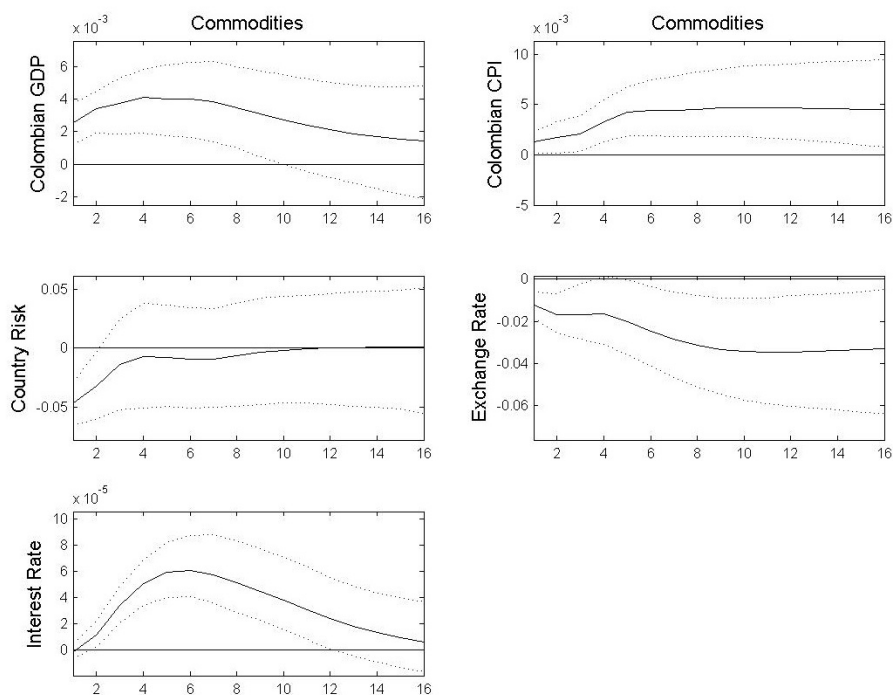 x 10-3
Commodities
Colombian GDP
6
4
2
0
-2
2 4 6 8 10 12 14 16
x 10-3
Commodities
Colombian CPI
10
5
0
-5
2 4 6 8 10 12 14 16
Country Risk
0.05
0
-0.05
2 4 6 8 10 12 14 16
Exchange Rate
0
-0.02
-0.04
-0.06
2 4 6 8 10 12 14 16
x 10-5
Interest Rate
10
8
6
4
2
0
2 4 6 8 10 12 14 16